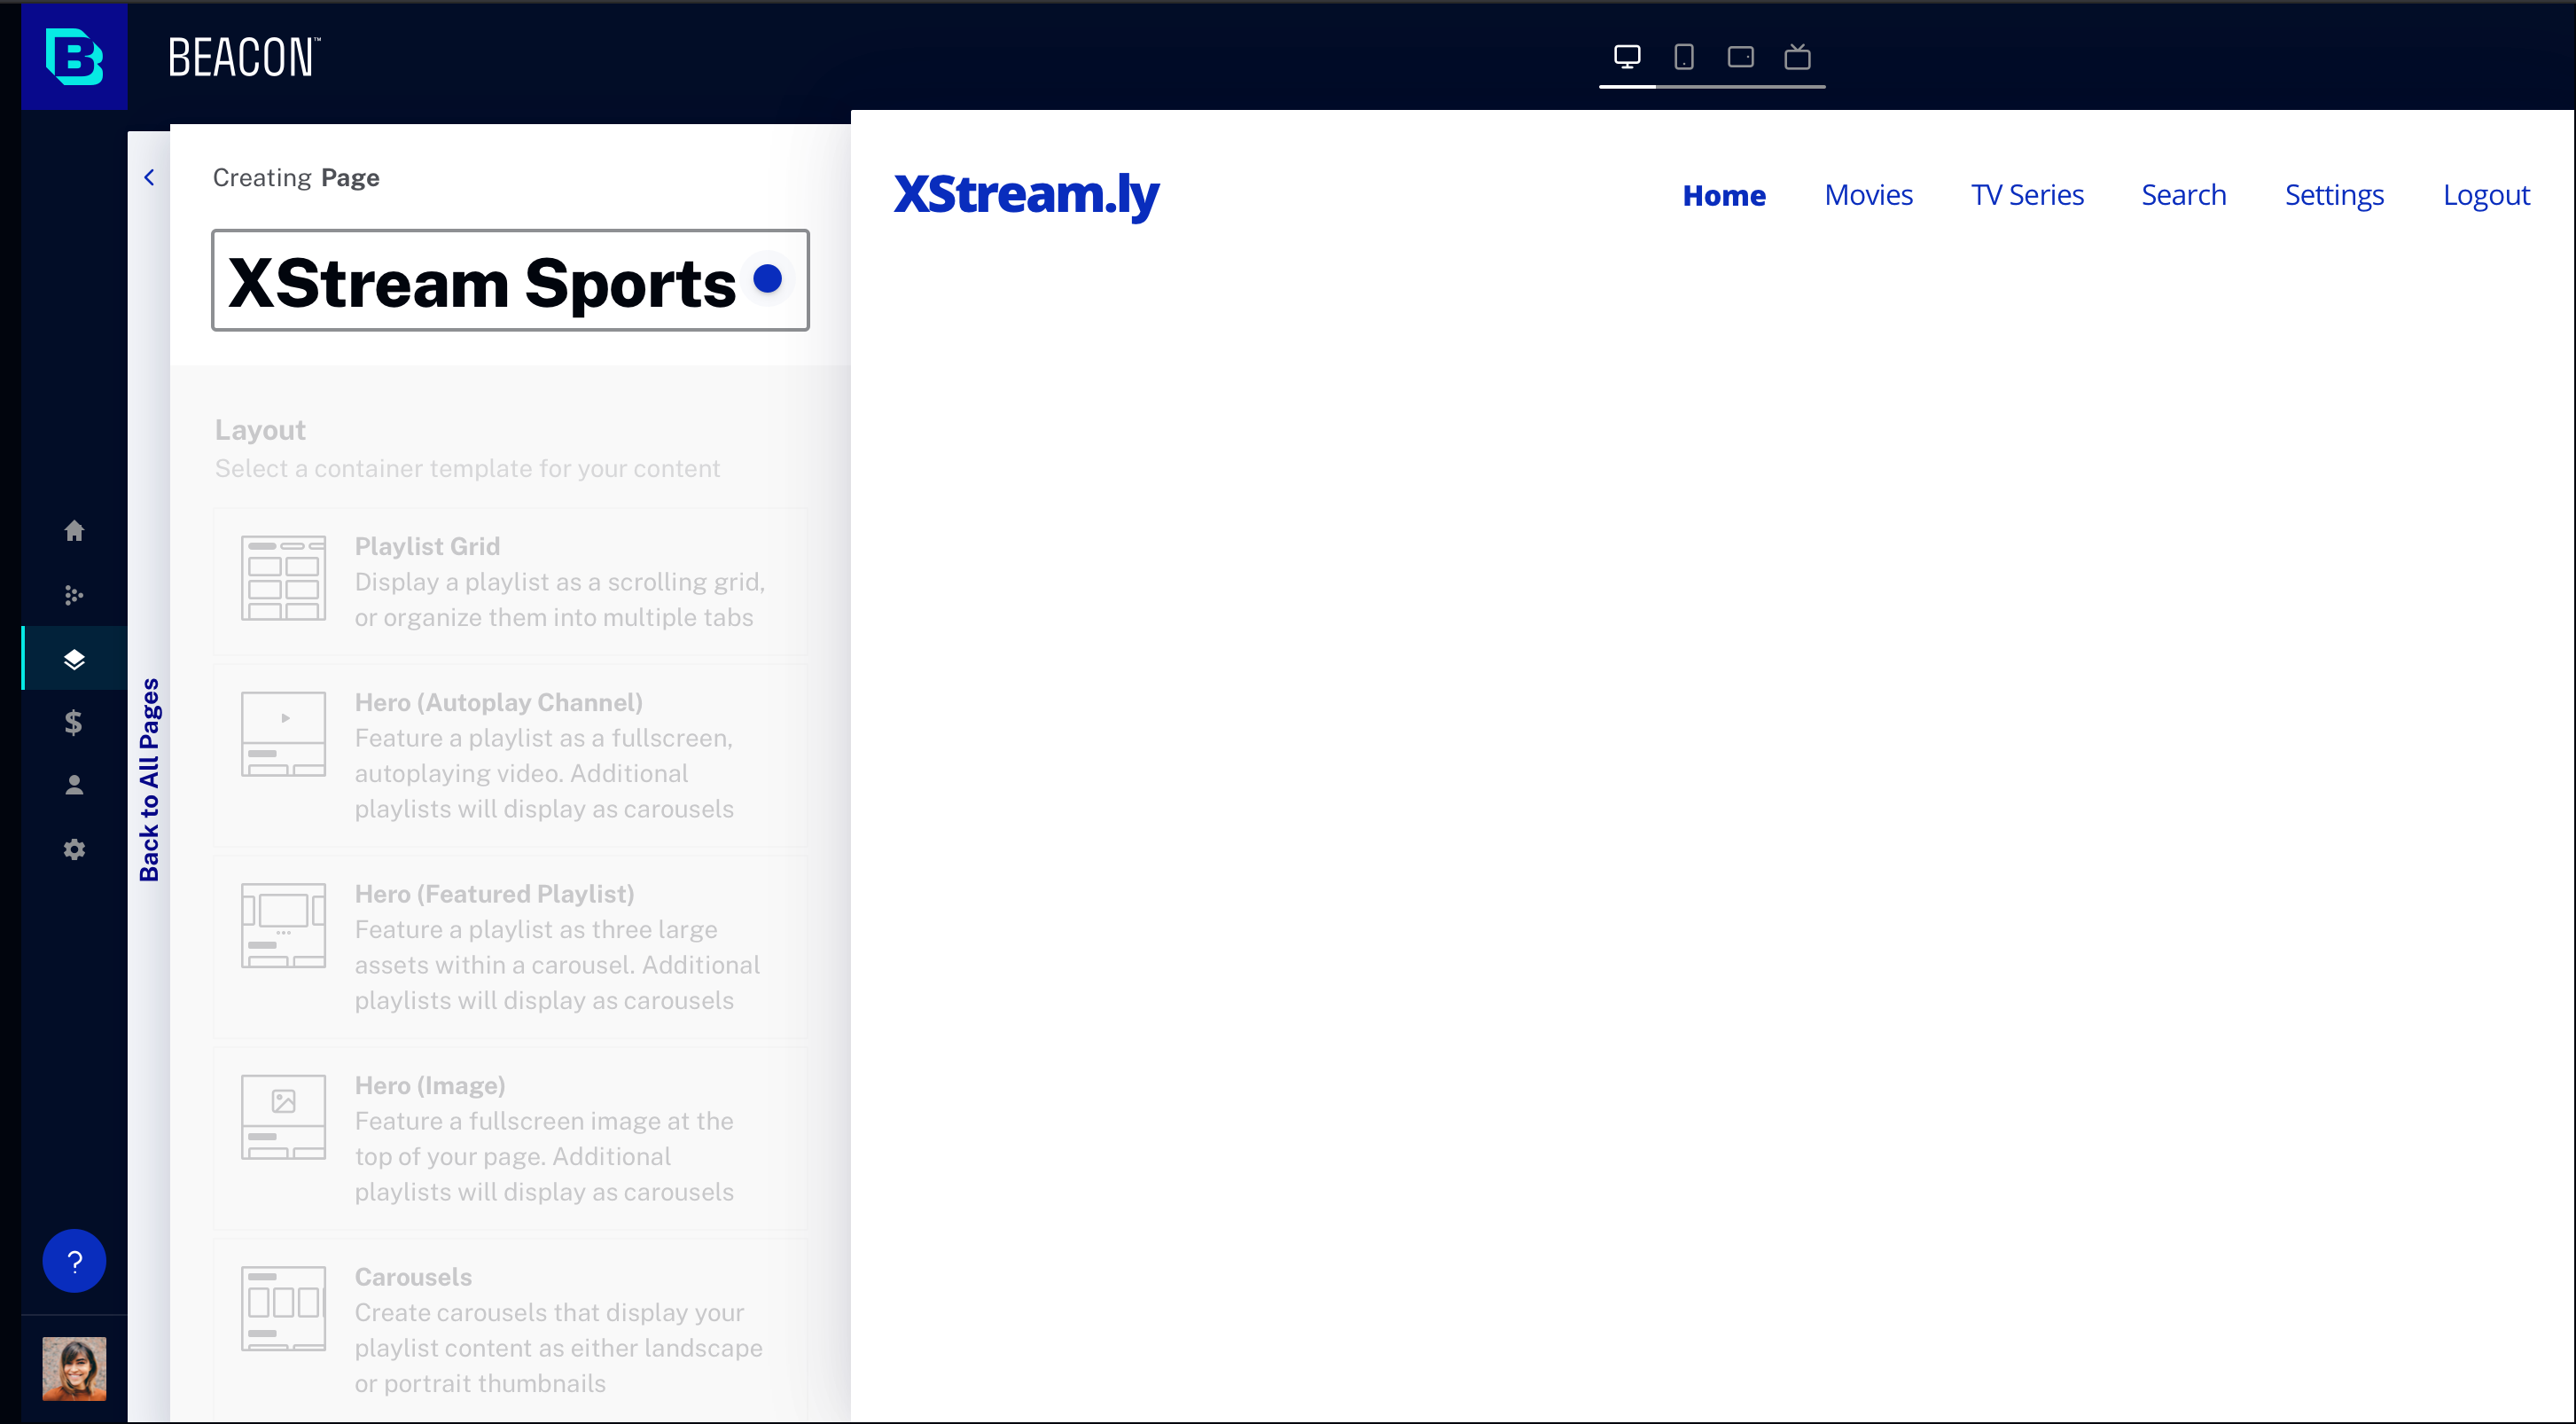 B
BEACON™
Creating Page
XStream Sports
Back to All Pages
Layout
Select a container template for your content
Playlist Grid
Display a playlist as a scrolling grid,
or organize them into multiple tabs
Hero (Autoplay Channel)
Feature a playlist as a fullscreen,
autoplaying video. Additional
playlists will display as carousels
Hero (Featured Playlist)
Feature a playlist as three large
assets within a carousel. Additional
playlists will display as carousels
Hero (Image)
Feature a fullscreen image at the
top of your page. Additional
playlists will display as carousels
Carousels
Create carousels that display your
playlist content as either landscape
or portrait thumbnails
?
XStream.ly
Home Movies TV Series Search Settings Logout